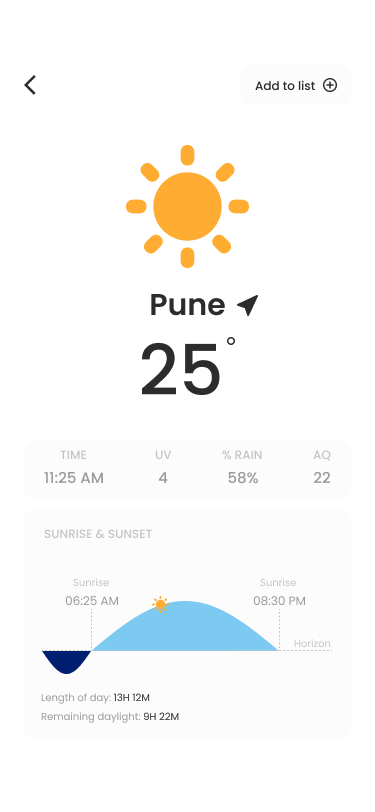 Add to list
Pune
25°
TIME UV % RAIN AQ
11:25 AM 4 58% 22
SUNRISE & SUNSET
Sunrise Sunrise
06:25 AM 08:30 PM
Horizon
Length of day: 13H 12M
Remaining daylight: 9H 22M